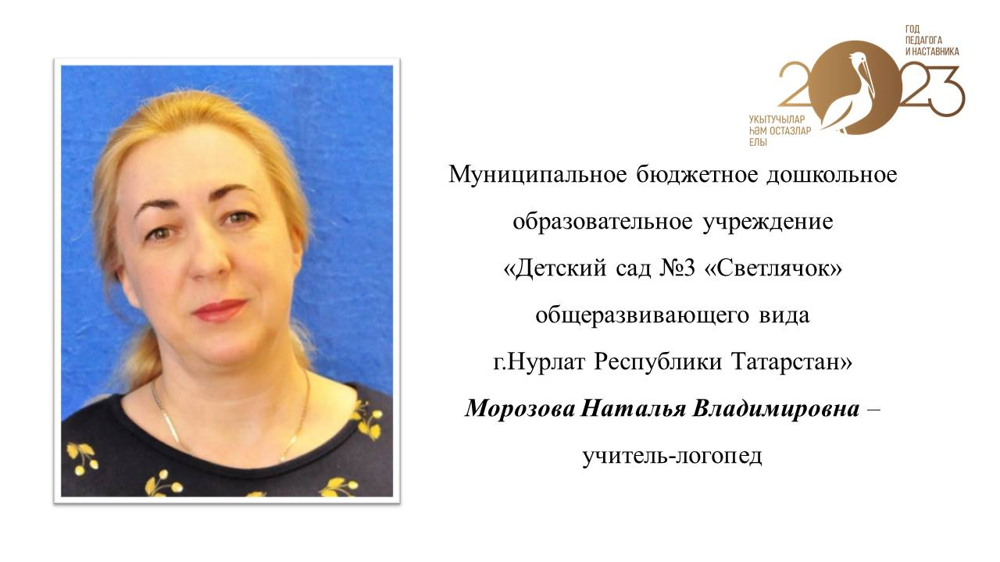 ГОД
ПЕДАГОГА
И НАСТАВНИКА
2023
УКЫТУЧЫЛАР
ҺӘМ ОСТАЗЛАР
ЕЛЫ
Муниципальное бюджетное дошкольное
образовательное учреждение
«Детский сад №3 «Светлячок»
общеразвивающего вида
г.Нурлат Республики Татарстан»
Морозова Наталья Владимировна –
учитель-логопед